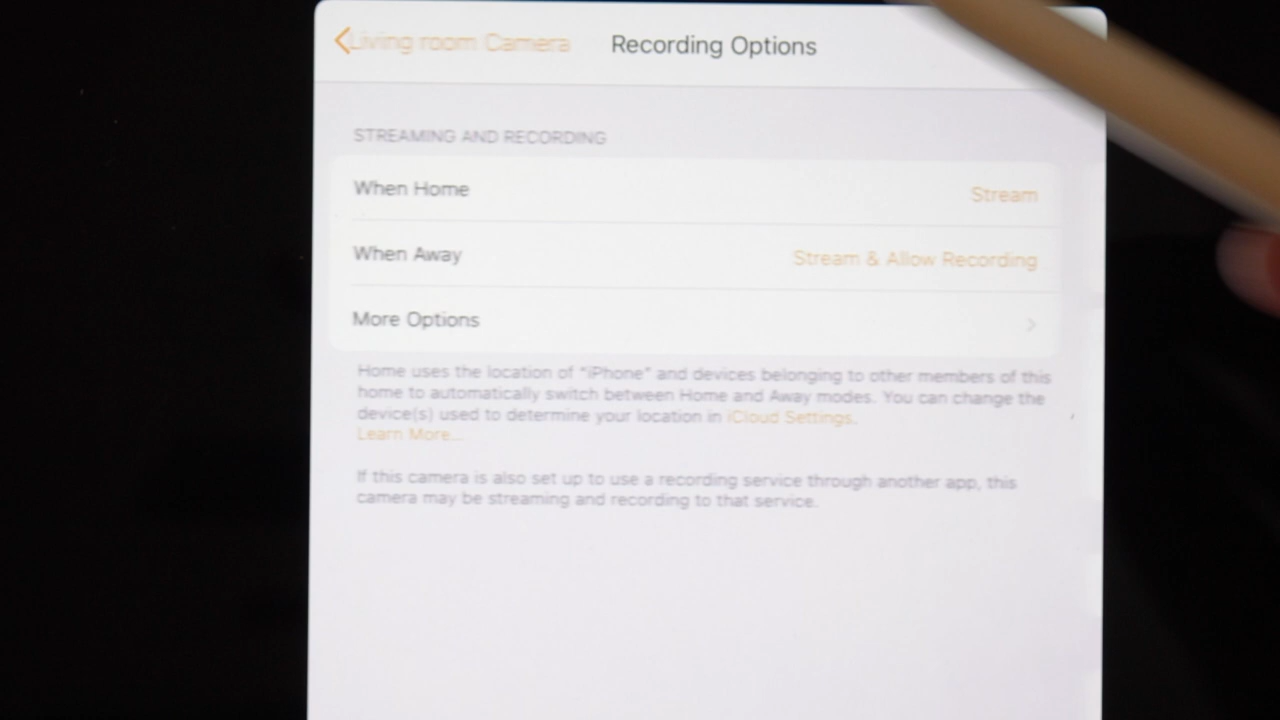 Living room Camera
Recording Options
STREAMING AND RECORDING
When Home
Stream
When Away
Stream & Allow Recording
More Options
Home uses the location of "iPhone" and devices belonging to other members of this
home to automatically switch between Home and Away modes. You can change the
device(s) used to determine your location in iCloud Settings.
Learn More...
If this camera is also set up to use a recording service through another app, this
camera may be streaming and recording to that service.